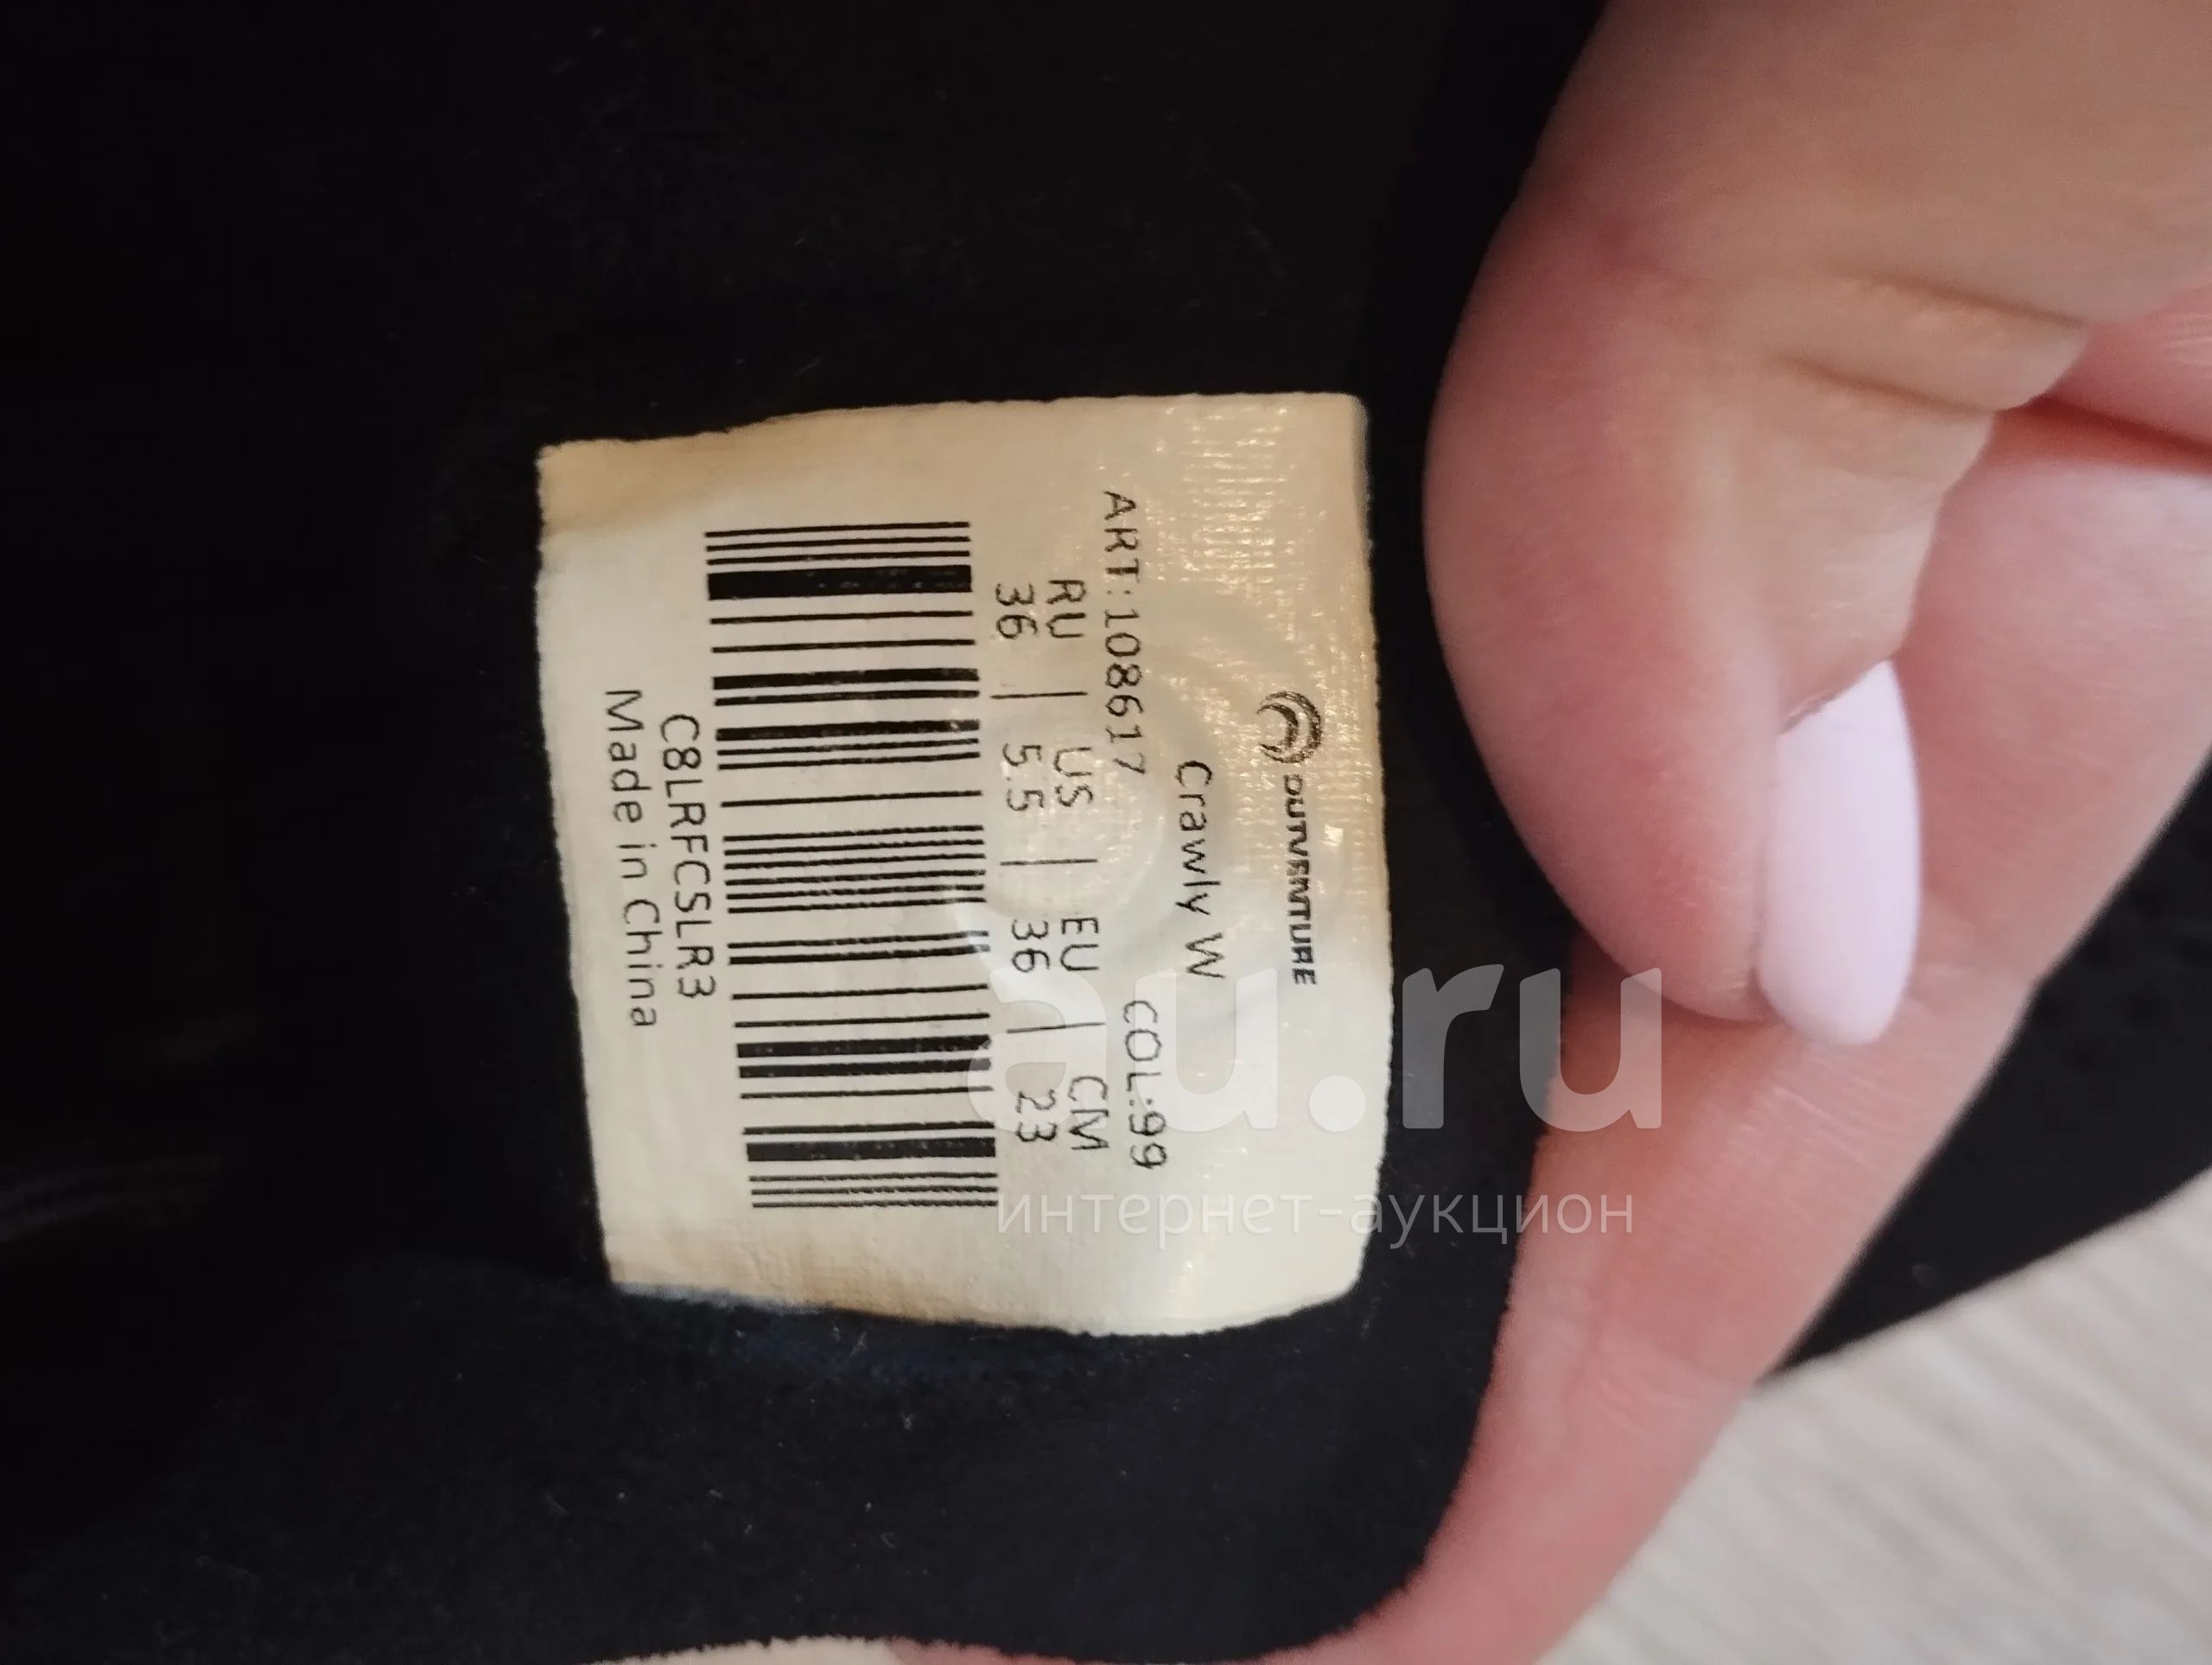 OUTVENTURE
Crawly W
ART:108617 COL:99
RU | US | EU | CM
36 | 5.5 | 36 | 23
C8LRFCSLR3
Made in China
au.ru
интернет-аукцион